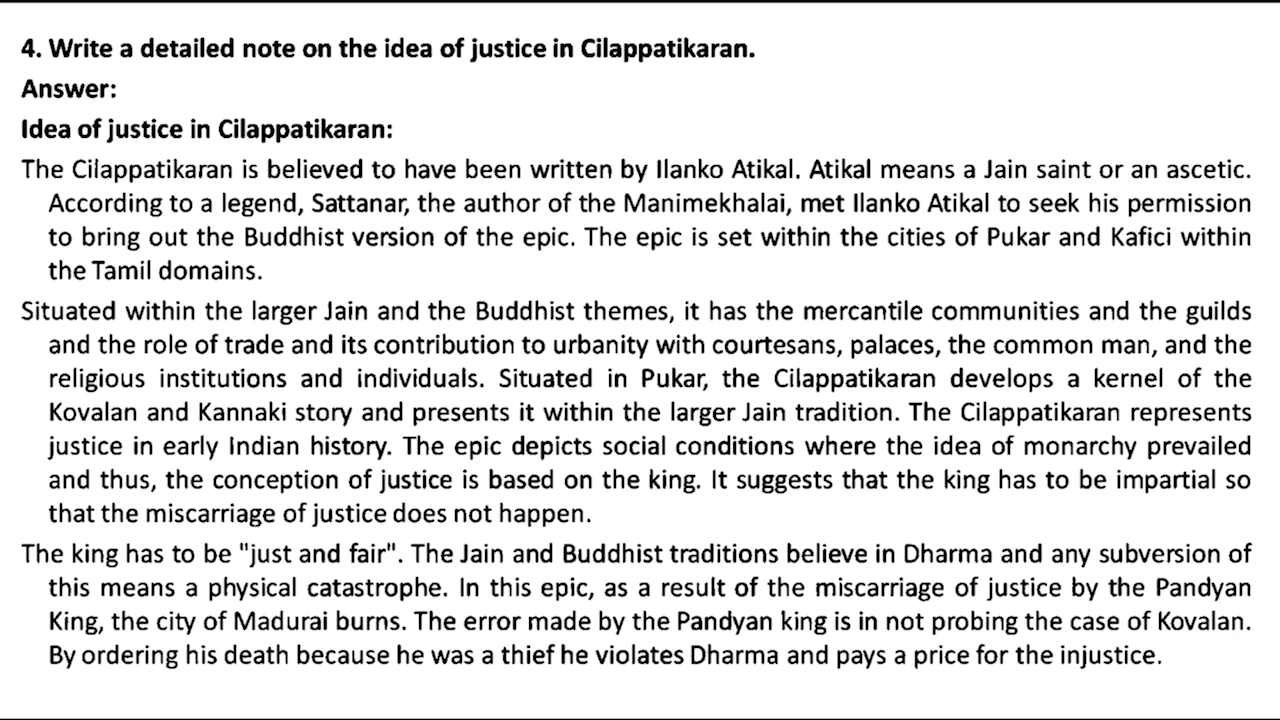 4. Write a detailed note on the idea of justice in Cilappatikaran.
Answer:
Idea of justice in Cilappatikaran:
The Cilappatikaran is believed to have been written by Ilanko Atikal. Atikal means a Jain saint or an ascetic.
According to a legend, Sattanar, the author of the Manimekhalai, met Ilanko Atikal to seek his permission
to bring out the Buddhist version of the epic. The epic is set within the cities of Pukar and Kafici within
the Tamil domains.
Situated within the larger Jain and the Buddhist themes, it has the mercantile communities and the guilds
and the role of trade and its contribution to urbanity with courtesans, palaces, the common man, and the
religious institutions and individuals. Situated in Pukar, the Cilappatikaran develops a kernel of the
Kovalan and Kannaki story and presents it within the larger Jain tradition. The Cilappatikaran represents
justice in early Indian history. The epic depicts social conditions where the idea of monarchy prevailed
and thus, the conception of justice is based on the king. It suggests that the king has to be impartial so
that the miscarriage of justice does not happen.
The king has to be "just and fair". The Jain and Buddhist traditions believe in Dharma and any subversion of
this means a physical catastrophe. In this epic, as a result of the miscarriage of justice by the Pandyan
King, the city of Madurai burns. The error made by the Pandyan king is in not probing the case of Kovalan.
By ordering his death because he was a thief he violates Dharma and pays a price for the injustice.